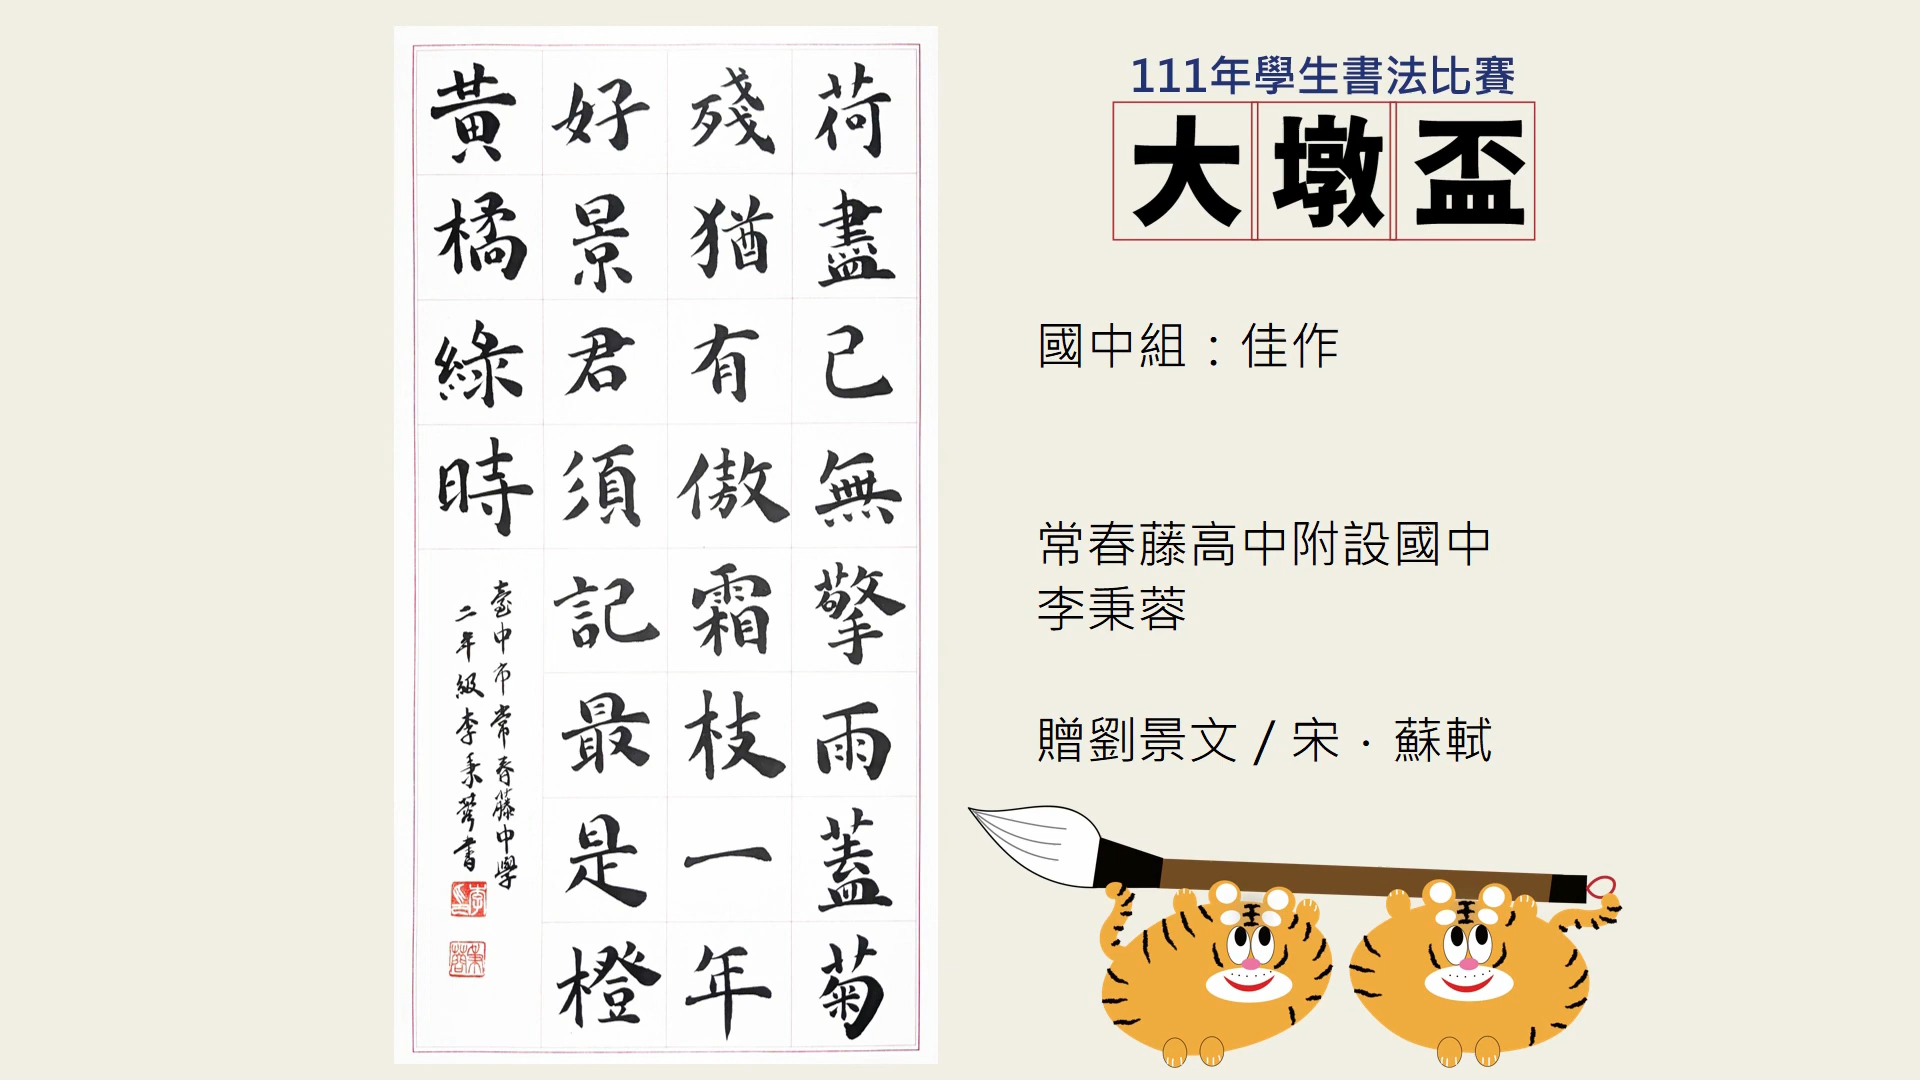 荷盡已無擎雨蓋菊
殘猶有傲霜枝一年
好景君須記最是橙
黃橘綠時
臺中市常春藤中學
二年級李秉蓉書
111年學生書法比賽
大墩盃
國中組：佳作
常春藤高中附設國中
李秉蓉
贈劉景文 / 宋．蘇軾